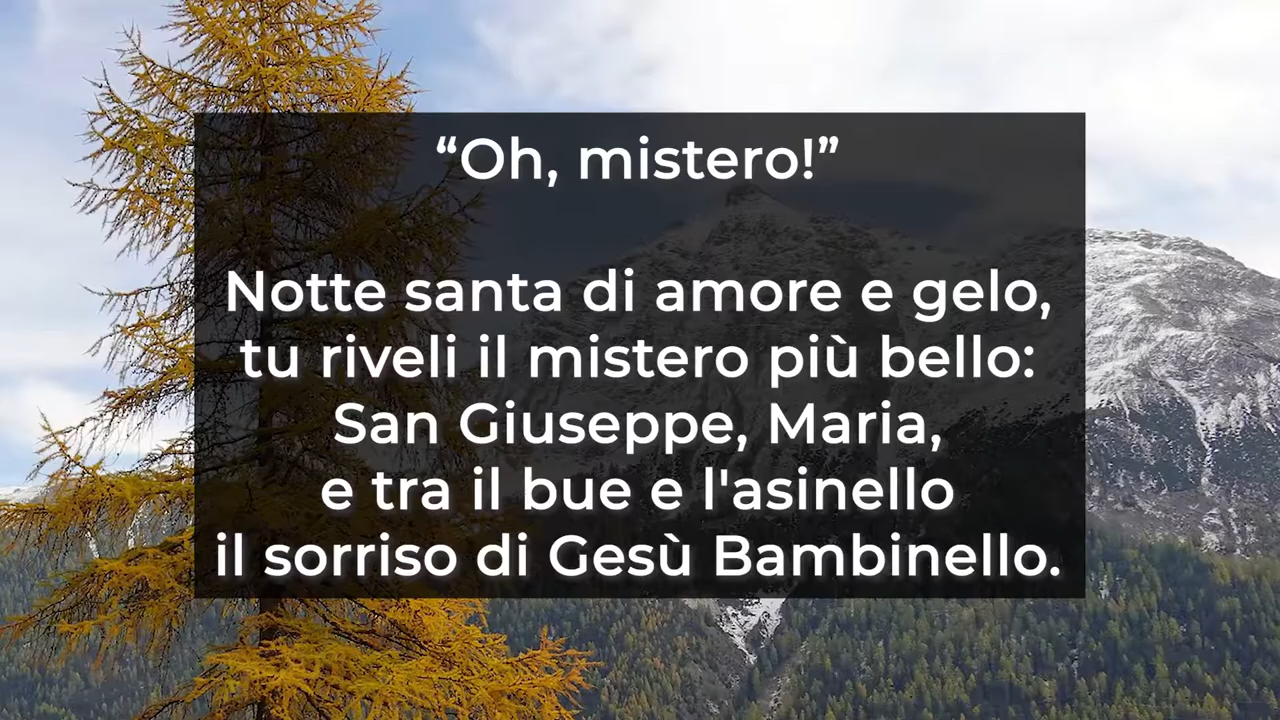 “Oh, mistero!”
Notte santa di amore e gelo,
tu riveli il mistero più bello:
San Giuseppe, Maria,
e tra il bue e l'asinello
il sorriso di Gesù Bambinello.